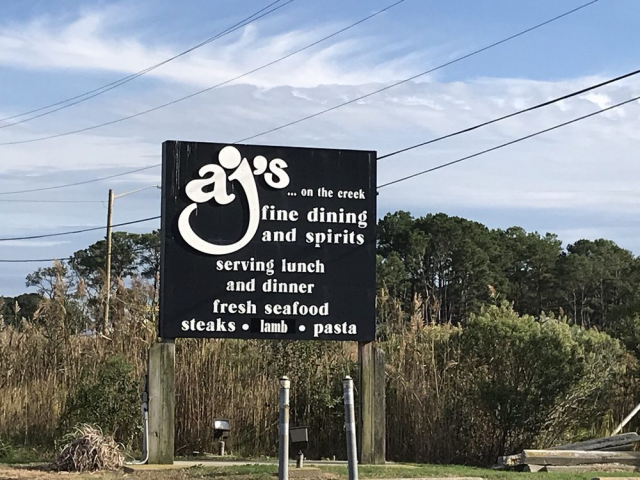 aj's
... on the creek
fine dining
and spirits
serving lunch
and dinner
fresh seafood
steaks • lamb • pasta